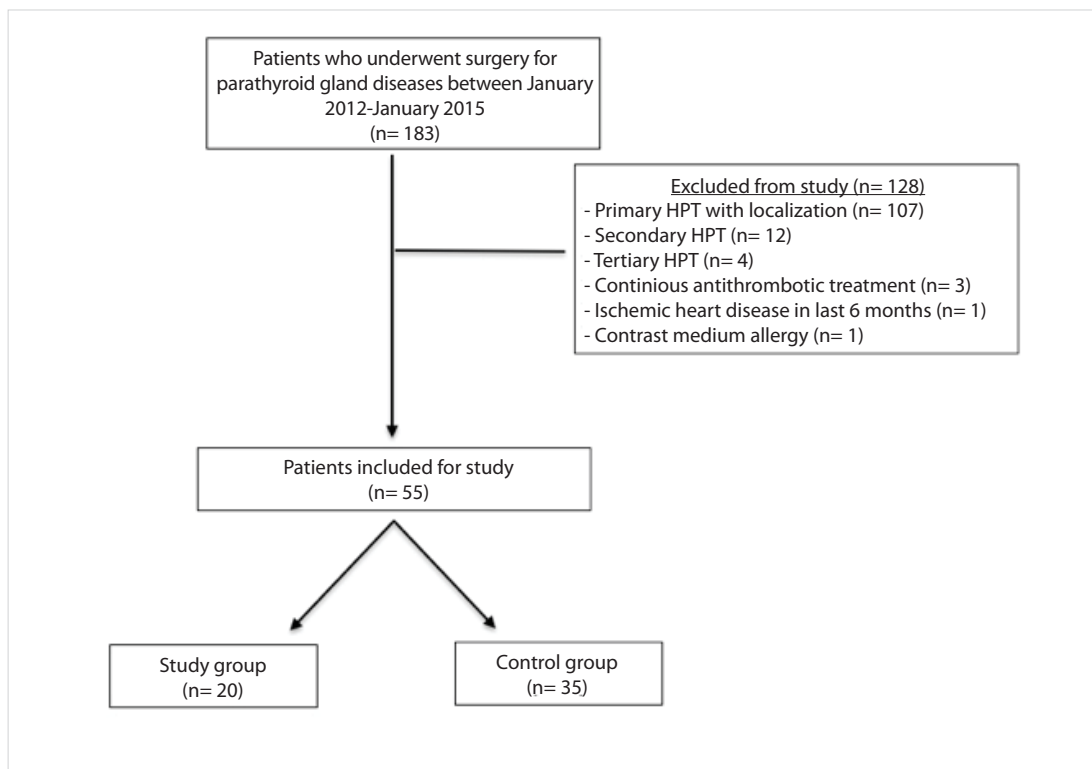 Patients who underwent surgery for
parathyroid gland diseases between January
2012-January 2015
(n= 183)
Excluded from study (n= 128)
- Primary HPT with localization (n= 107)
- Secondary HPT (n= 12)
- Tertiary HPT (n= 4)
- Continious antithrombotic treatment (n= 3)
- Ischemic heart disease in last 6 months (n= 1)
- Contrast medium allergy (n= 1)
Patients included for study
(n= 55)
Study group
(n= 20)
Control group
(n= 35)